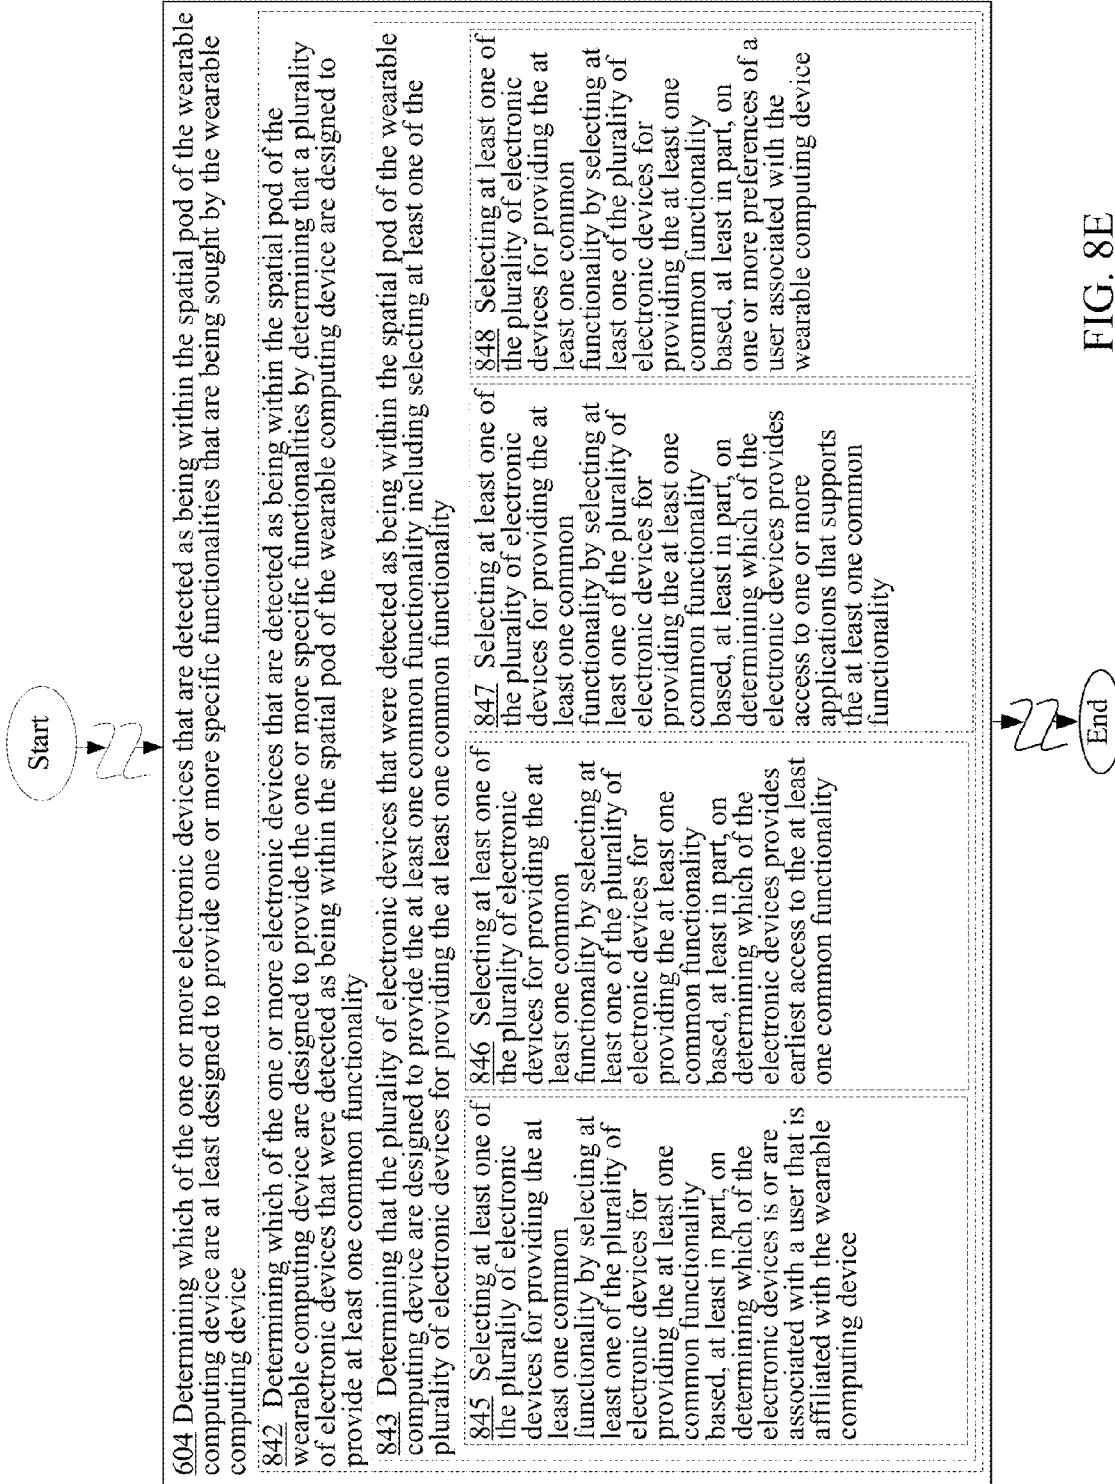 Start
604 Determining which of the one or more electronic devices that are detected as being within the spatial pod of the wearable
computing device are at least designed to provide one or more specific functionalities that are being sought by the wearable
computing device
842 Determining which of the one or more electronic devices that are detected as being within the spatial pod of the
wearable computing device are designed to provide the one or more specific functionalities by determining that a plurality
of electronic devices that were detected as being within the spatial pod of the wearable computing device are designed to
provide at least one common functionality
843 Determining that the plurality of electronic devices that were detected as being within the spatial pod of the wearable
computing device are designed to provide the at least one common functionality including selecting at least one of the
plurality of electronic devices for providing the at least one common functionality
845 Selecting at least one of
the plurality of electronic
devices for providing the at
least one common
functionality by selecting at
least one of the plurality of
electronic devices for
providing the at least one
common functionality
based, at least in part, on
determining which of the
electronic devices is or are
associated with a user that is
affiliated with the wearable
computing device
846 Selecting at least one of
the plurality of electronic
devices for providing the at
least one common
functionality by selecting at
least one of the plurality of
electronic devices for
providing the at least one
common functionality
based, at least in part, on
determining which of the
electronic devices provides
earliest access to the at least
one common functionality
847 Selecting at least one of
the plurality of electronic
devices for providing the at
least one common
functionality by selecting at
least one of the plurality of
electronic devices for
providing the at least one
common functionality
based, at least in part, on
determining which of the
electronic devices provides
access to one or more
applications that supports
the at least one common
functionality
848 Selecting at least one of
the plurality of electronic
devices for providing the at
least one common
functionality by selecting at
least one of the plurality of
electronic devices for
providing the at least one
common functionality
based, at least in part, on
one or more preferences of a
user associated with the
wearable computing device
End
FIG. 8E